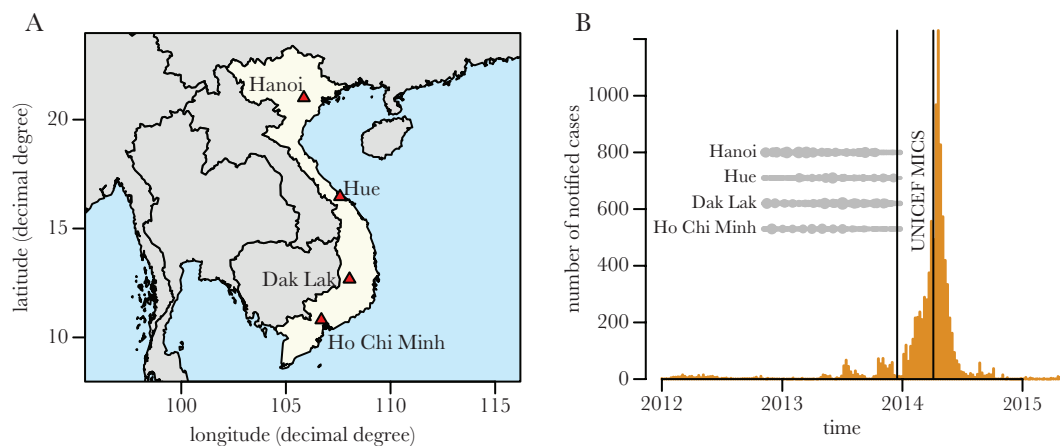 A
Hanoi
Hue
Dak Lak
Ho Chi Minh
20
15
10
latitude (decimal degree)
100
105
110
115
longitude (decimal degree)
B
1000
800
600
400
200
0
number of notified cases
Hanoi
Hue
Dak Lak
Ho Chi Minh
UNICEF MICS
2012
2013
2014
2015
time